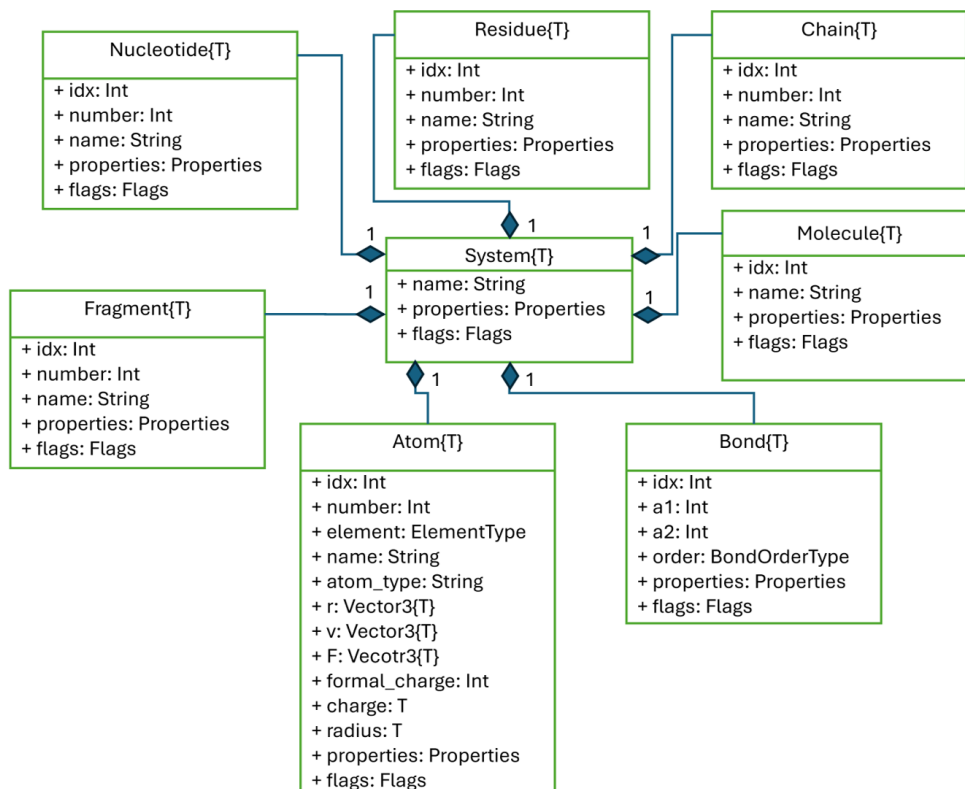 Nucleotide{T}
+ idx: Int
+ number: Int
+ name: String
+ properties: Properties
+ flags: Flags
Residue{T}
+ idx: Int
+ number: Int
+ name: String
+ properties: Properties
+ flags: Flags
Chain{T}
+ idx: Int
+ number: Int
+ name: String
+ properties: Properties
+ flags: Flags
1
1
1
System{T}
+ name: String
+ properties: Properties
+ flags: Flags
Molecule{T}
+ idx: Int
+ name: String
+ properties: Properties
+ flags: Flags
1
1
Fragment{T}
+ idx: Int
+ number: Int
+ name: String
+ properties: Properties
+ flags: Flags
1
1
Atom{T}
+ idx: Int
+ number: Int
+ element: ElementType
+ name: String
+ atom_type: String
+ r: Vector3{T}
+ v: Vector3{T}
+ F: Vecotr3{T}
+ formal_charge: Int
+ charge: T
+ radius: T
+ properties: Properties
+ flags: Flags
Bond{T}
+ idx: Int
+ a1: Int
+ a2: Int
+ order: BondOrderType
+ properties: Properties
+ flags: Flags